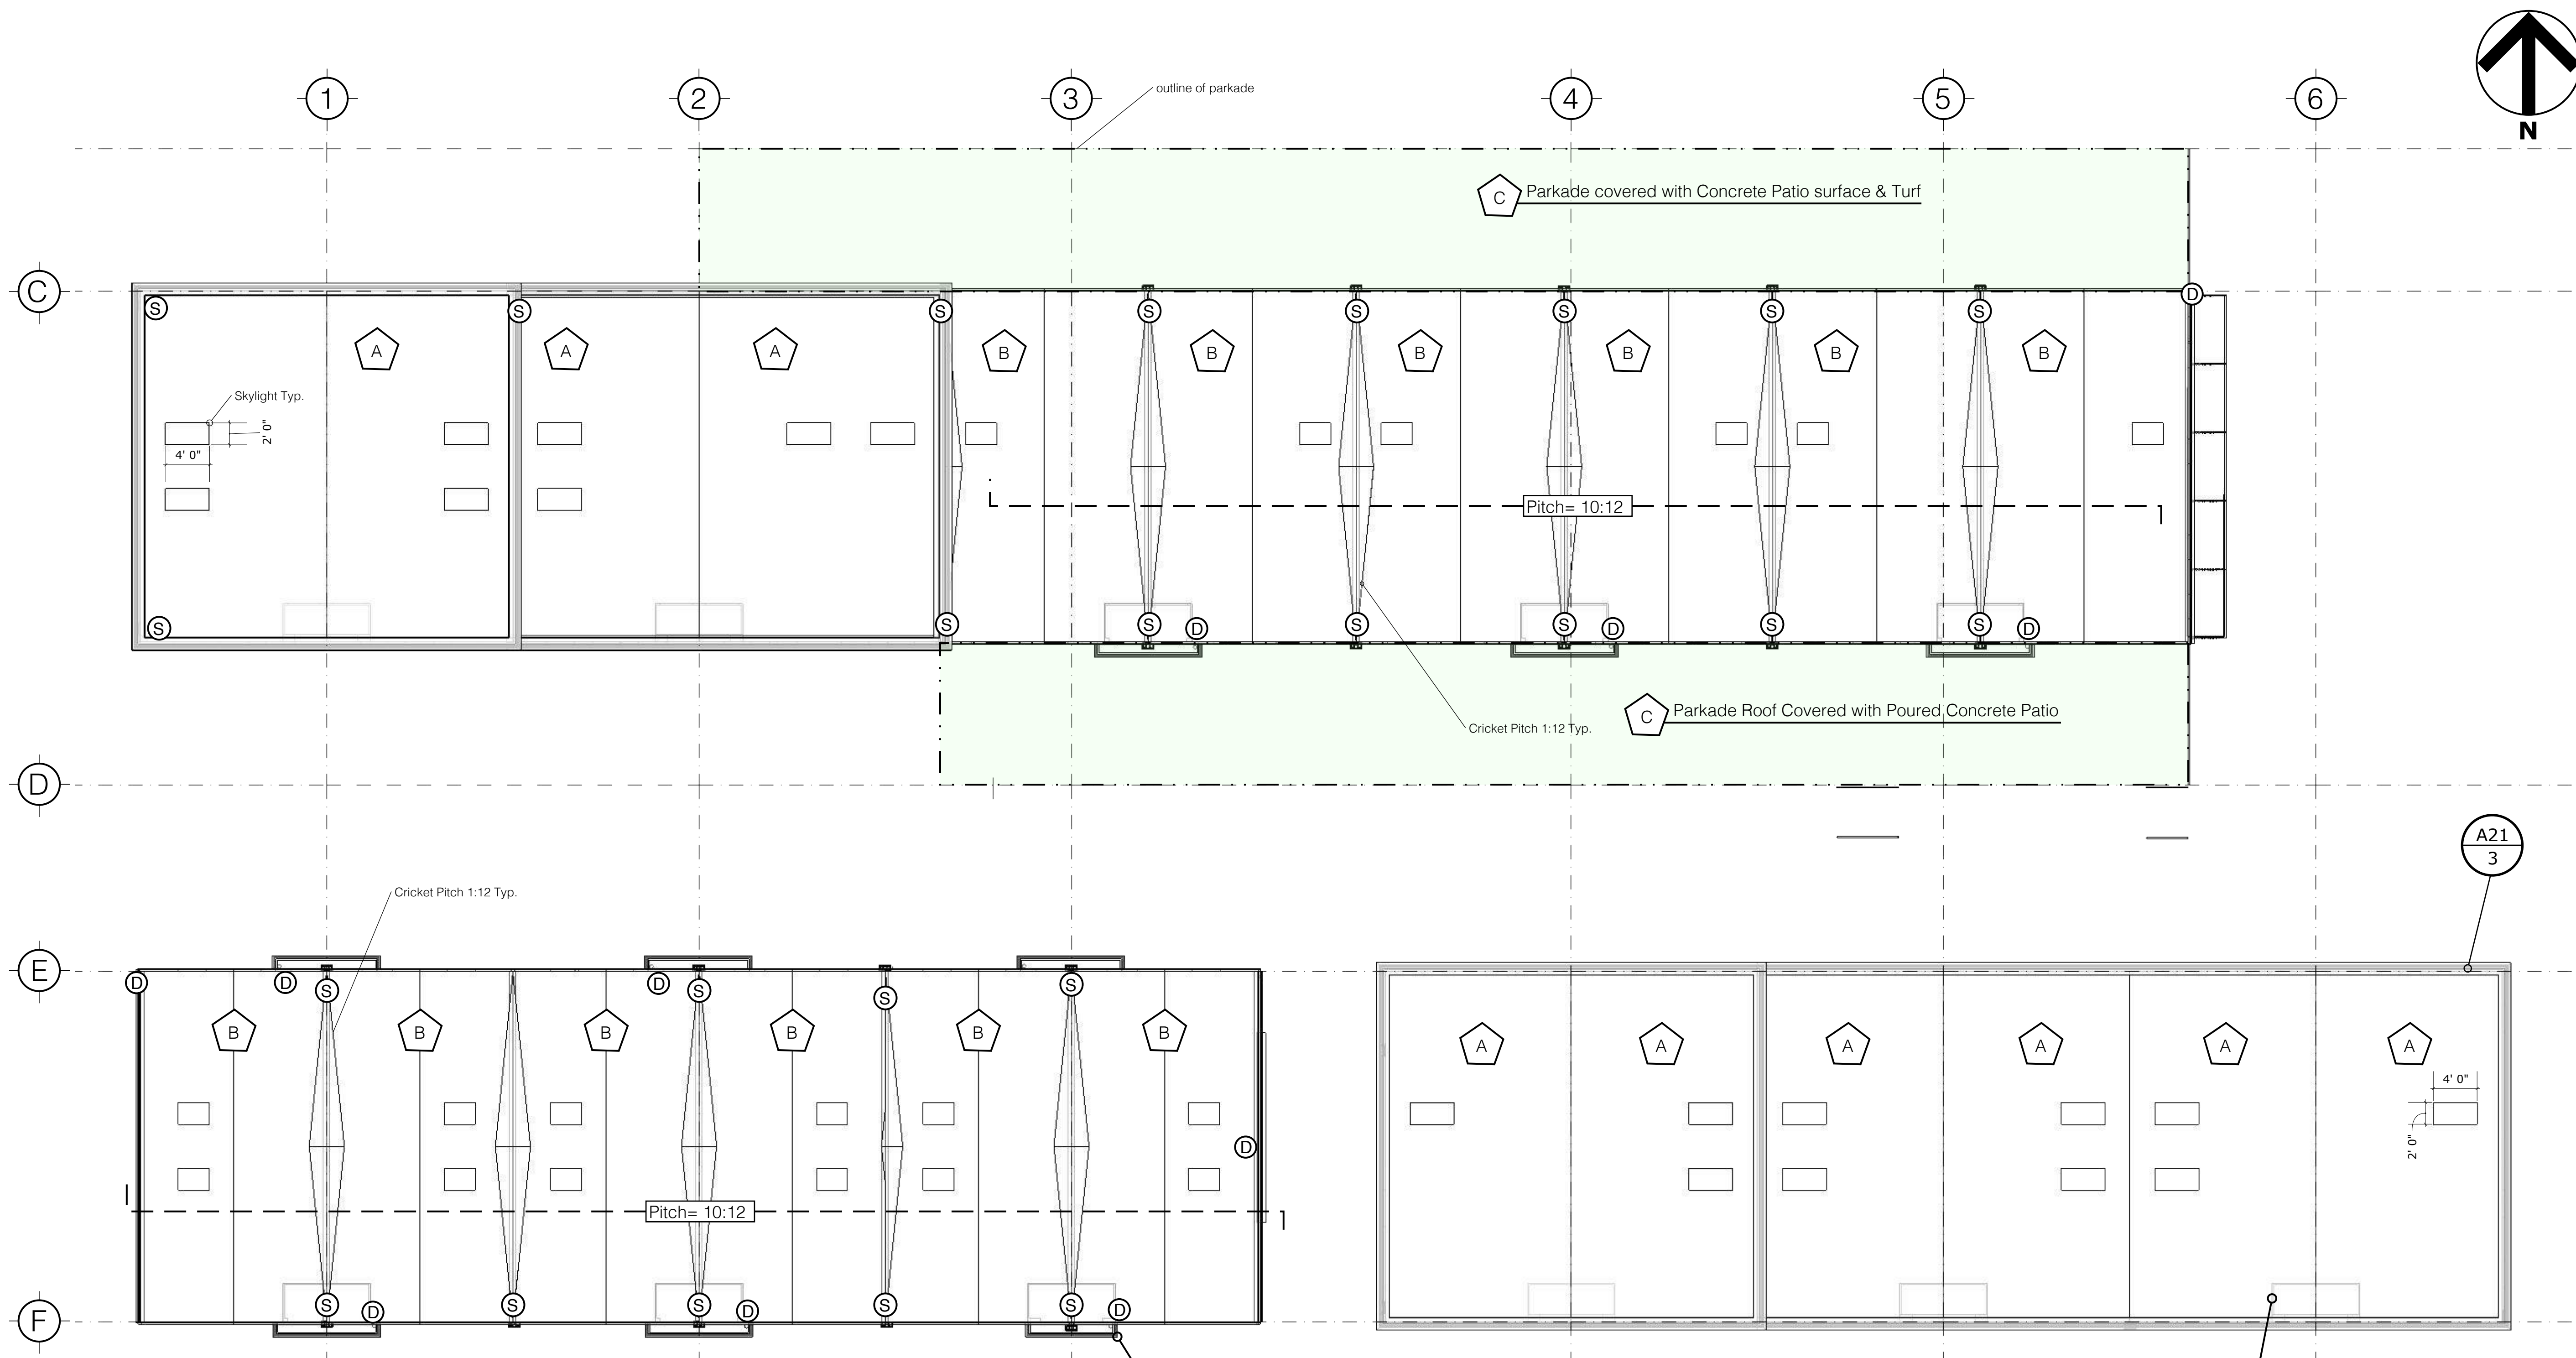 N
1
2
3
4
5
6
outline of parkade
C
Parkade covered with Concrete Patio surface & Turf
C
D
S
S
S
S
S
S
S
S
A
A
A
B
B
B
B
B
B
Skylight Typ.
2' 0"
4' 0"
Pitch= 10:12
S
S
S
S
S
S
S
D
D
D
C
Parkade Roof Covered with Poured Concrete Patio
Cricket Pitch 1:12 Typ.
D
A21
3
Cricket Pitch 1:12 Typ.
E
D
D
S
D
S
S
S
B
B
B
B
B
B
A
A
A
A
A
A
4' 0"
2' 0"
D
Pitch= 10:12
F
S
D
S
S
D
S
S
D